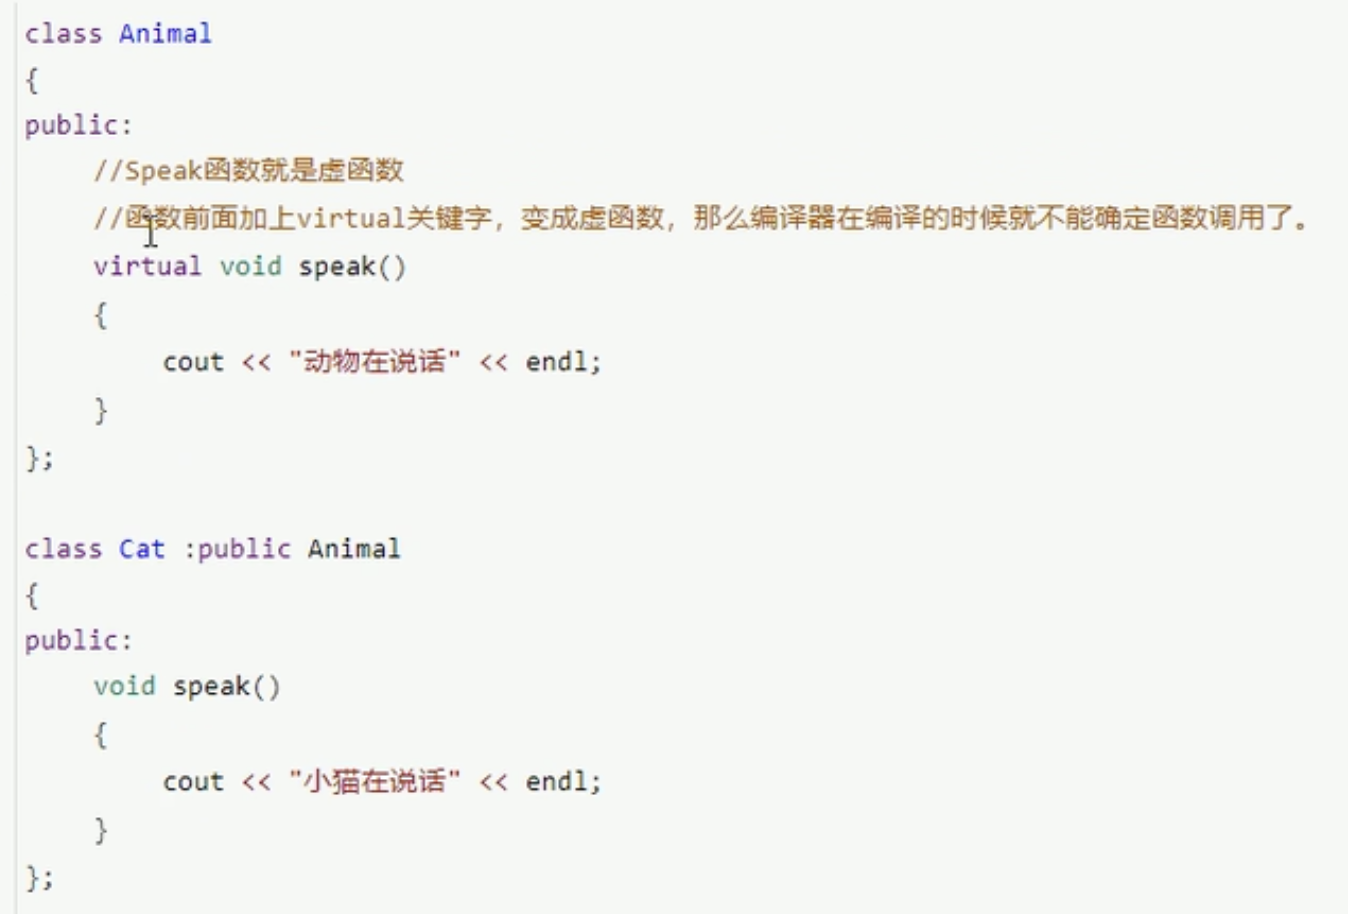 class Animal
{
public:
//Speak函数就是虚函数
//函数前面加上virtual关键字，变成虚函数，那么编译器在编译的时候就不能确定函数调用了。
virtual void speak()
{
cout << "动物在说话" << endl;
}
};
class Cat :public Animal
{
public:
void speak()
{
cout << "小猫在说话" << endl;
}
};